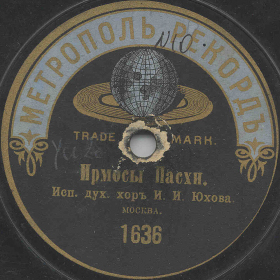 МЕТРОПОЛЬ РЕКОРДЪ
TRADE MARK.
Ирмосы Пасхи.
Исп. дух. хоръ И. И. Юхова.
МОСКВА.
1636